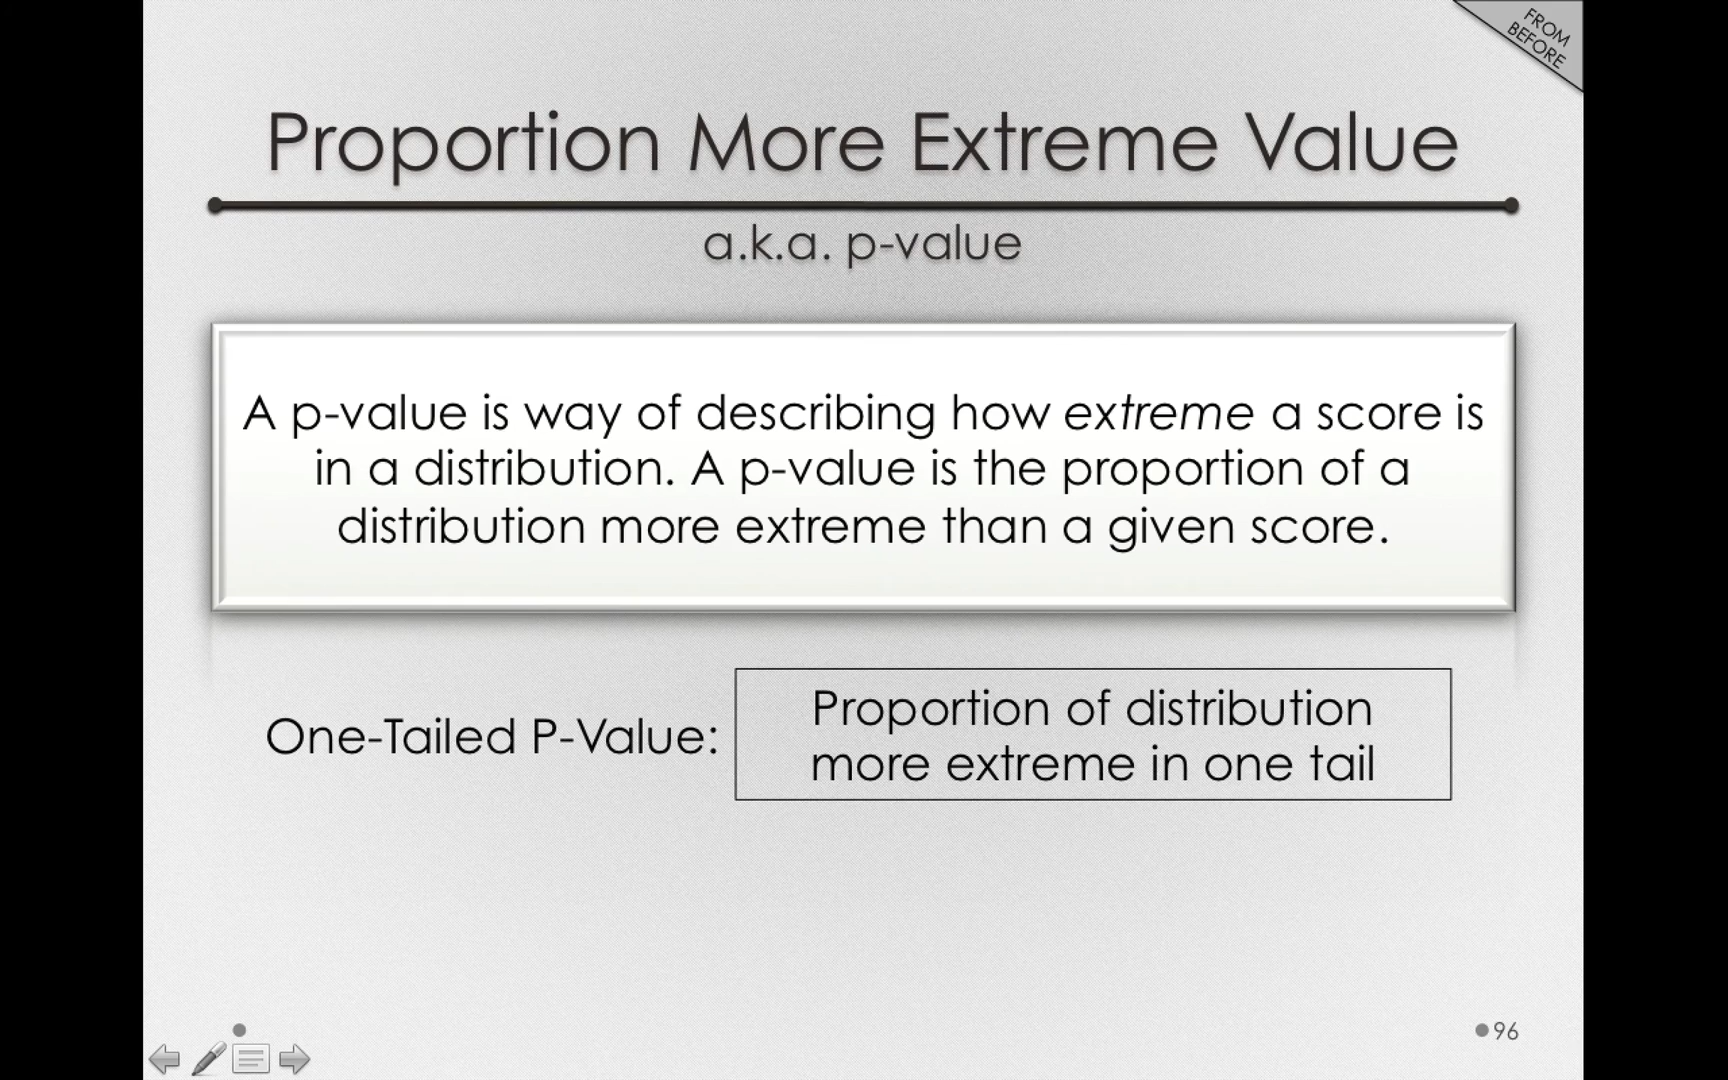 FROM
BEFORE
Proportion More Extreme Value
a.k.a. p-value
A p-value is way of describing how extreme a score is
in a distribution. A p-value is the proportion of a
distribution more extreme than a given score.
One-Tailed P-Value:
Proportion of distribution
more extreme in one tail
96